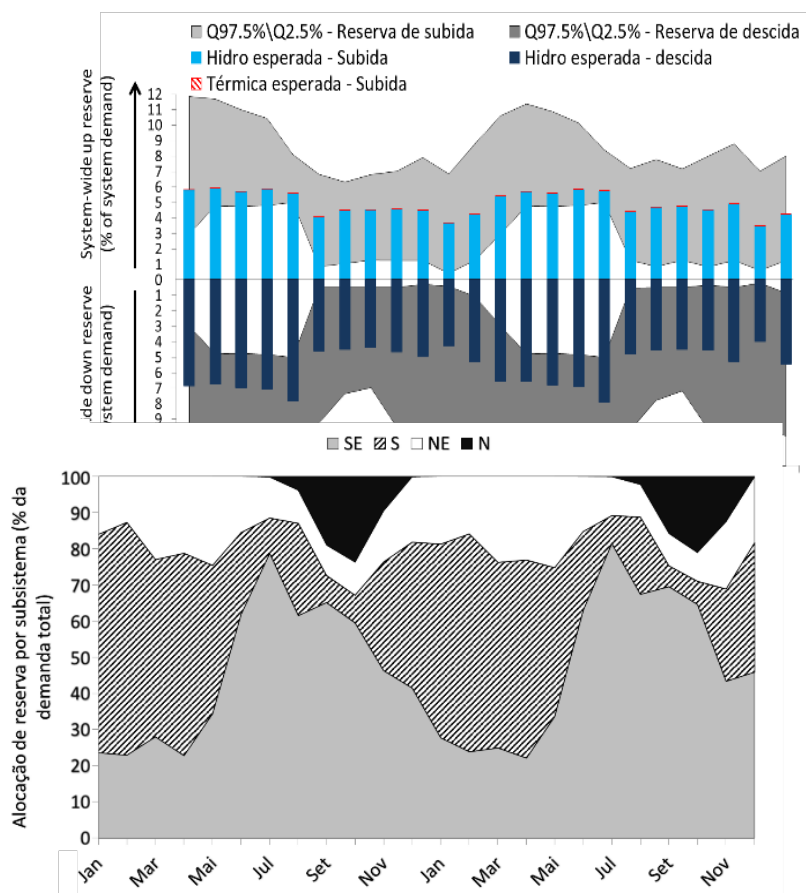 Q97.5%\Q2.5% - Reserva de subida
Q97.5%\Q2.5% - Reserva de descida
Hidro esperada - Subida
Hidro esperada - descida
Térmica esperada - Subida
System-wide up reserve
(% of system demand)
12
11
10
9
8
7
6
5
4
3
2
1
0
1
2
3
4
5
6
7
8
9
de down reserve
system demand)
SE
S
NE
N
Alocação de reserva por subsistema (% da
demanda total)
100
90
80
70
60
50
40
30
20
10
0
Jan
Mar
Mai
Jul
Set
Nov
Jan
Mar
Mai
Jul
Set
Nov